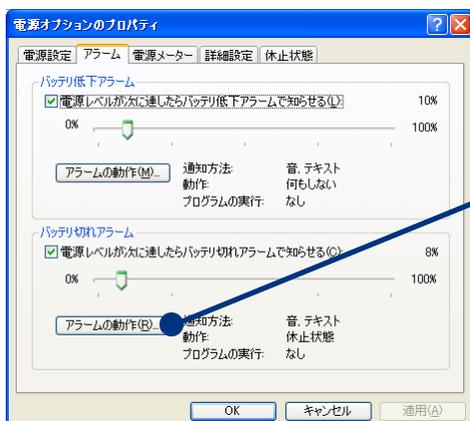 電源オプションのプロパティ
電源設定 アラーム 電源メーター 詳細設定 休止状態
バッテリ低下アラーム
電源レベルが次に達したらバッテリ低下アラームで知らせる(L): 10%
0% 100%
アラームの動作(M)... 通知方法: 音, テキスト
動作: 何もしない
プログラムの実行: なし
バッテリ切れアラーム
電源レベルが次に達したらバッテリ切れアラームで知らせる(C): 8%
0% 100%
アラームの動作(R)... 通知方法: 音, テキスト
動作: 休止状態
プログラムの実行: なし
OK キャンセル 適用(A)